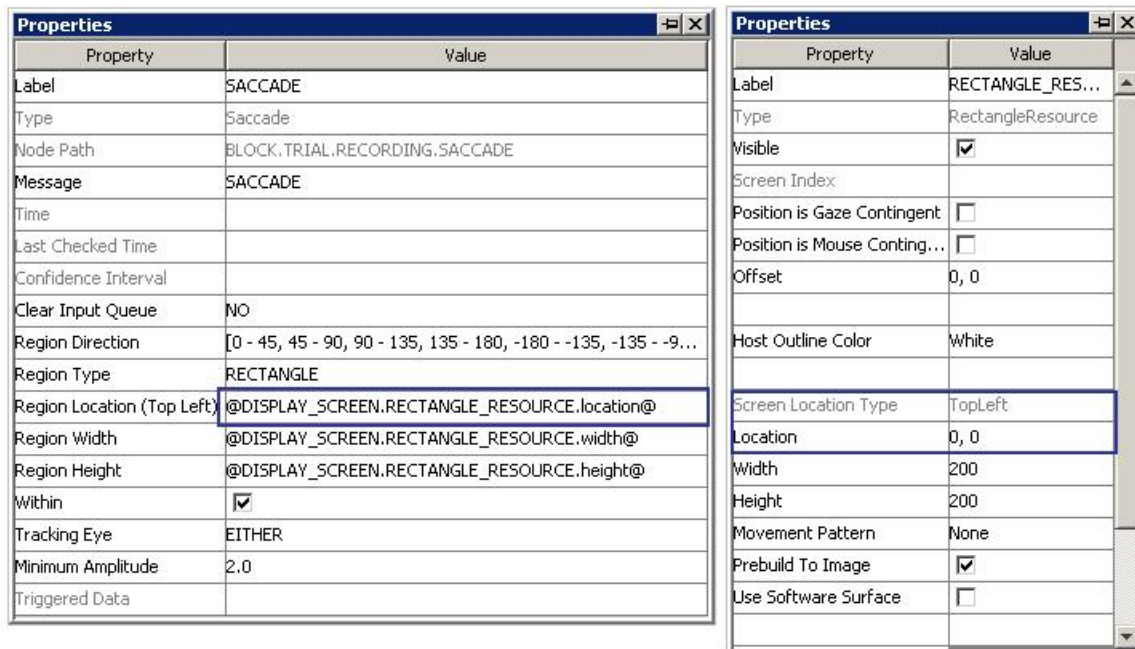 Properties
Property Value
Label SACCADE
Type Saccade
Node Path BLOCK.TRIAL.RECORDING.SACCADE
Message SACCADE
Time
Last Checked Time
Confidence Interval
Clear Input Queue NO
Region Direction [0 - 45, 45 - 90, 90 - 135, 135 - 180, -180 - -135, -135 - -9...
Region Type RECTANGLE
Region Location (Top Left) @DISPLAY_SCREEN.RECTANGLE_RESOURCE.location@
Region Width @DISPLAY_SCREEN.RECTANGLE_RESOURCE.width@
Region Height @DISPLAY_SCREEN.RECTANGLE_RESOURCE.height@
Within
Tracking Eye EITHER
Minimum Amplitude 2.0
Triggered Data
Properties
Property Value
Label RECTANGLE_RES...
Type RectangleResource
Visible
Screen Index
Position is Gaze Contingent
Position is Mouse Conting...
Offset 0, 0
Host Outline Color White
Screen Location Type TopLeft
Location 0, 0
Width 200
Height 200
Movement Pattern None
Prebuild To Image
Use Software Surface